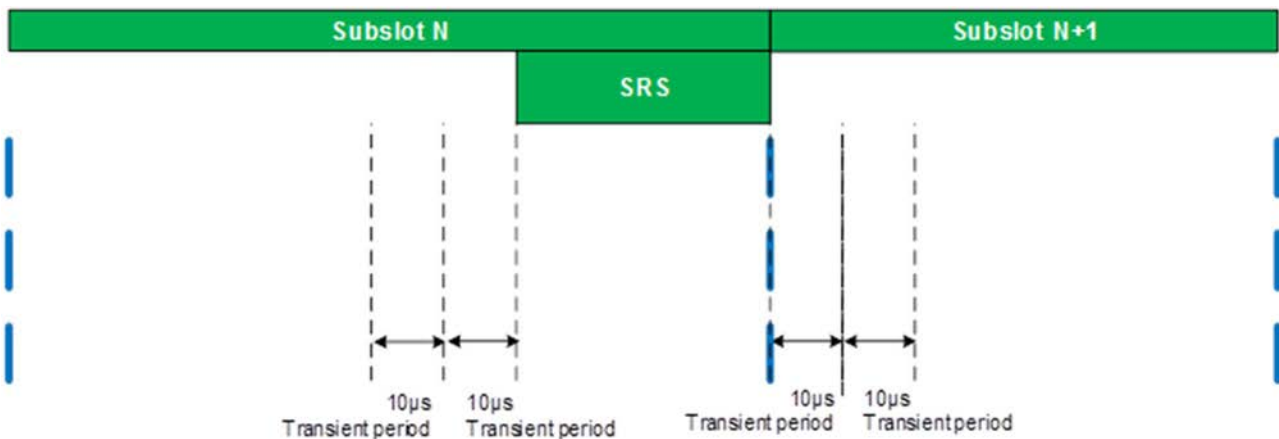 Subslot N
Subslot N+1
SRS
10µs
Transient period
10µs
Transient period
10µs
Transient period
10µs
Transient period